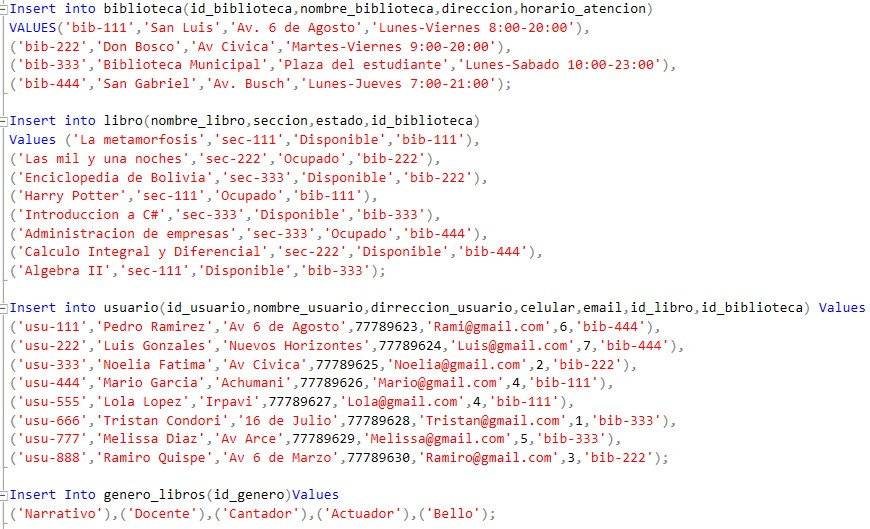 Insert into biblioteca(id_biblioteca,nombre_biblioteca,direccion,horario_atencion)
VALUES('bib-111','San Luis','Av. 6 de Agosto','Lunes-Viernes 8:00-20:00'),
('bib-222','Don Bosco','Av Civica','Martes-Viernes 9:00-20:00'),
('bib-333','Biblioteca Municipal','Plaza del estudiante','Lunes-Sabado 10:00-23:00'),
('bib-444','San Gabriel','Av. Busch','Lunes-Jueves 7:00-21:00');
Insert into libro(nombre_libro,seccion,estado,id_biblioteca)
Values ('La metamorfosis','sec-111','Disponible','bib-111'),
('Las mil y una noches','sec-222','Ocupado','bib-222'),
('Enciclopedia de Bolivia','sec-333','Disponible','bib-222'),
('Harry Potter','sec-111','Ocupado','bib-111'),
('Introduccion a C#','sec-333','Disponible','bib-333'),
('Administracion de empresas','sec-333','Ocupado','bib-444'),
('Calculo Integral y Diferencial','sec-222','Disponible','bib-444'),
('Algebra II','sec-111','Disponible','bib-333');
Insert into usuario(id_usuario,nombre_usuario,dirreccion_usuario,celular,email,id_libro,id_biblioteca) Values
('usu-111','Pedro Ramirez','Av 6 de Agosto',77789623,'Rami@gmail.com',6,'bib-444'),
('usu-222','Luis Gonzales','Nuevos Horizontes',77789624,'Luis@gmail.com',7,'bib-444'),
('usu-333','Noelia Fatima','Av Civica',77789625,'Noelia@gmail.com',2,'bib-222'),
('usu-444','Mario Garcia','Achumani',77789626,'Mario@gmail.com',4,'bib-111'),
('usu-555','Lola Lopez','Irpavi',77789627,'Lola@gmail.com',4,'bib-111'),
('usu-666','Tristan Condori','16 de Julio',77789628,'Tristan@gmail.com',1,'bib-333'),
('usu-777','Melissa Diaz','Av Arce',77789629,'Melissa@gmail.com',5,'bib-333'),
('usu-888','Ramiro Quispe','Av 6 de Marzo',77789630,'Ramiro@gmail.com',3,'bib-222');
Insert Into genero_libros(id_genero)Values
('Narrativo'),('Docente'),('Cantador'),('Actuador'),('Bello');